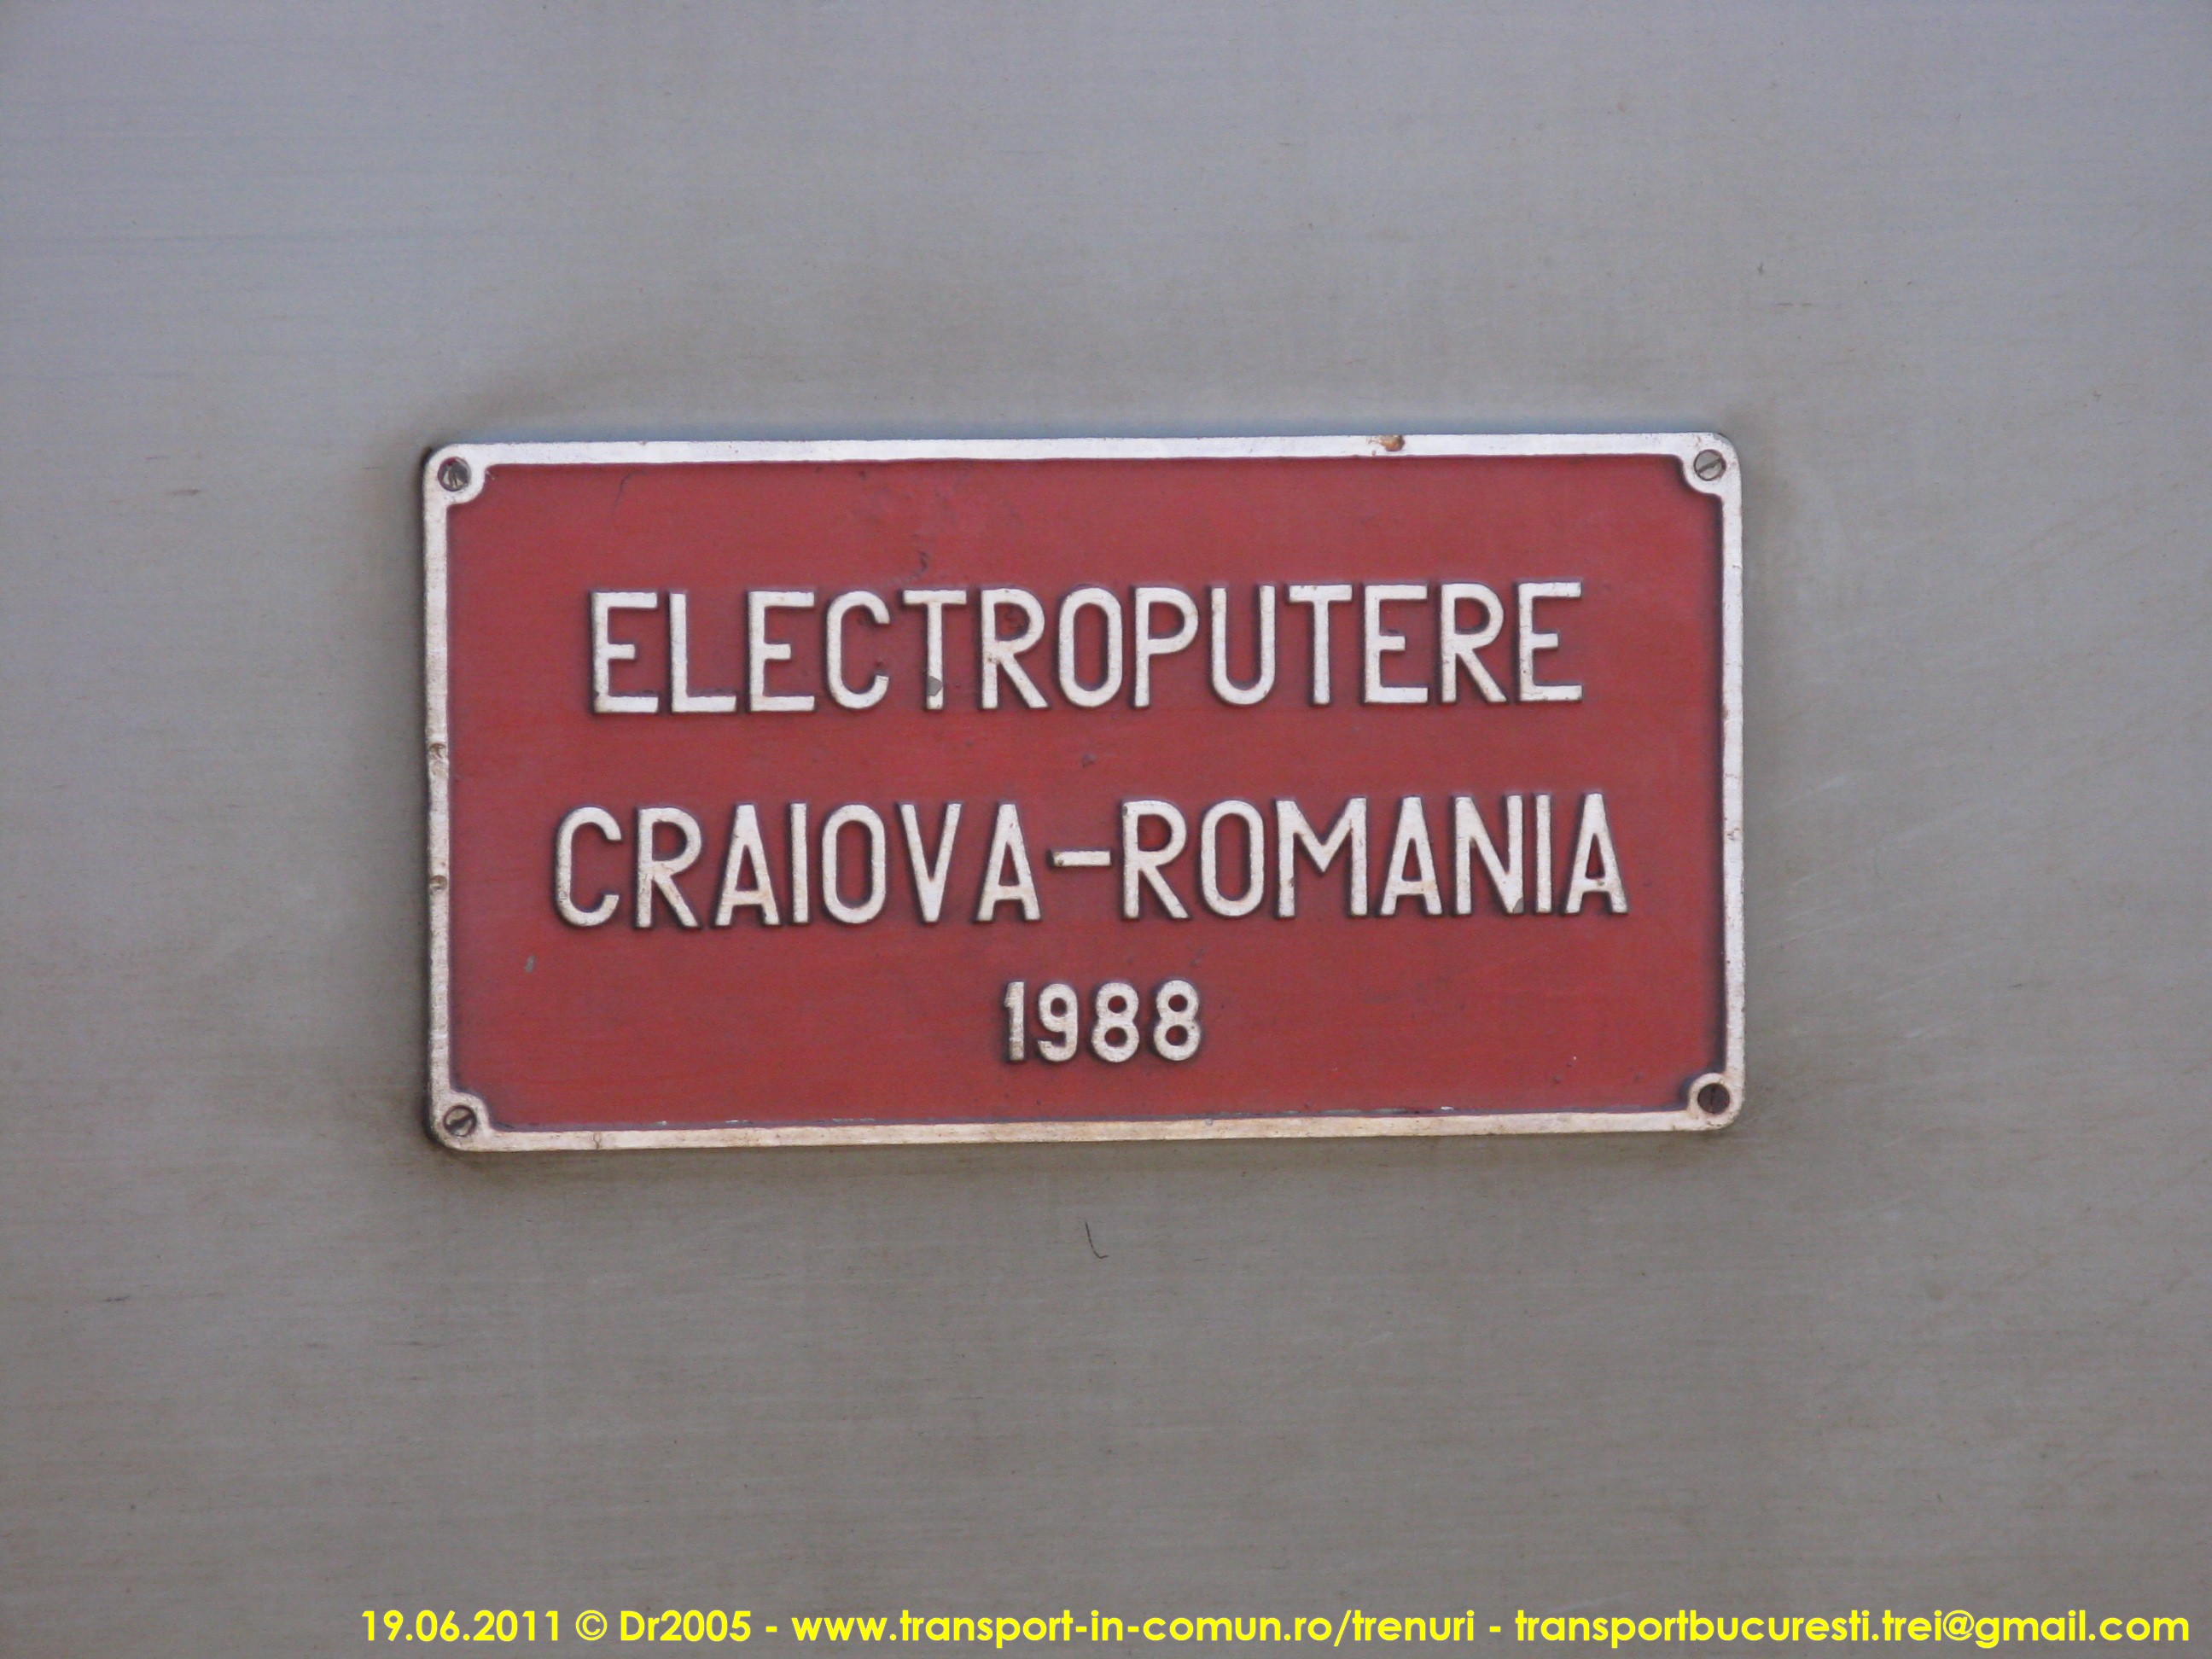 ELECTROPUTERE
CRAIOVA-ROMANIA
1988
19.06.2011 © Dr2005 - www.transport-in-comun.ro/trenuri - transportbucuresti.trei@gmail.com